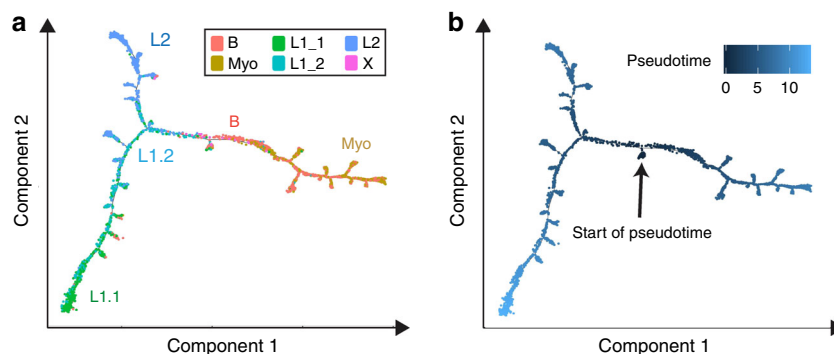 a
L2
B L1_1 L2
Myo L1_2 X
B
Myo
L1.2
L1.1
Component 2
Component 1
b
Pseudotime
0 5 10
Start of pseudotime
Component 2
Component 1